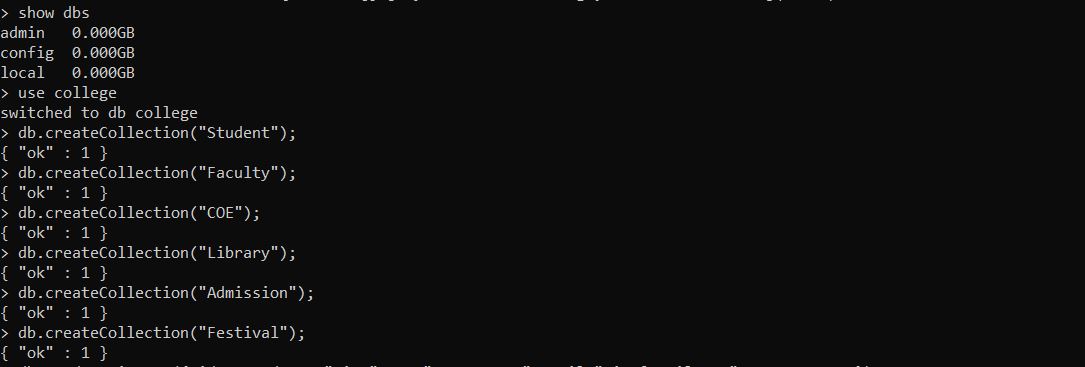 > show dbs
admin   0.000GB
config  0.000GB
local   0.000GB
> use college
switched to db college
> db.createCollection("Student");
{ "ok" : 1 }
> db.createCollection("Faculty");
{ "ok" : 1 }
> db.createCollection("COE");
{ "ok" : 1 }
> db.createCollection("Library");
{ "ok" : 1 }
> db.createCollection("Admission");
{ "ok" : 1 }
> db.createCollection("Festival");
{ "ok" : 1 }